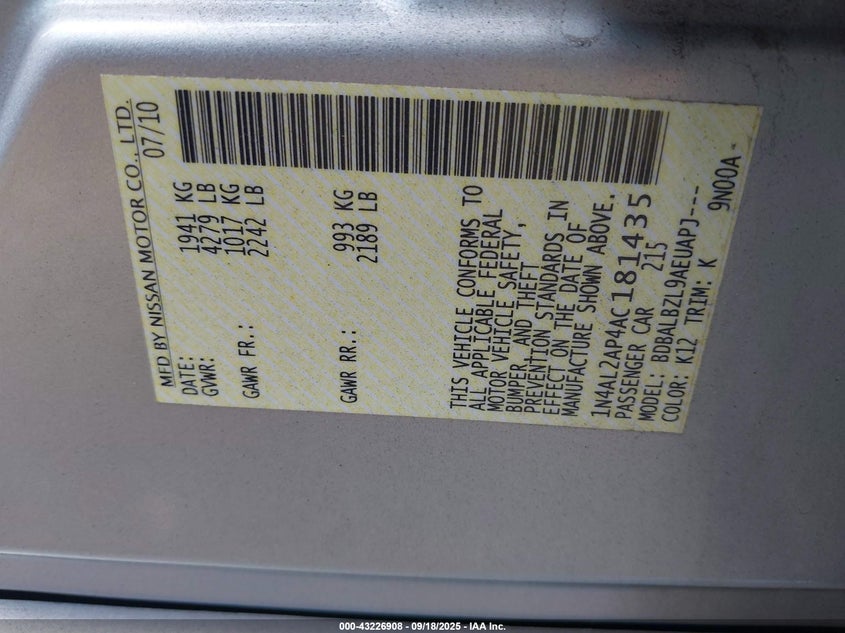 MFD BY NISSAN MOTOR CO., LTD.
07/10
DATE: 1941 KG
GVWR: 4279 LB
1017 KG
GAWR FR.: 2242 LB
993 KG
GAWR RR.: 2189 LB
THIS VEHICLE CONFORMS TO
ALL APPLICABLE FEDERAL
MOTOR VEHICLE SAFETY,
BUMPER, AND THEFT
PREVENTION STANDARDS IN
EFFECT ON THE DATE OF
MANUFACTURE SHOWN ABOVE.
1N4AL2AP4AC181435
PASSENGER CAR 215
MODEL: BDBALBZL9AEUAPJ---
COLOR: K12 TRIM: K 9N00A
000-43226908 - 09/18/2025 - IAA Inc.